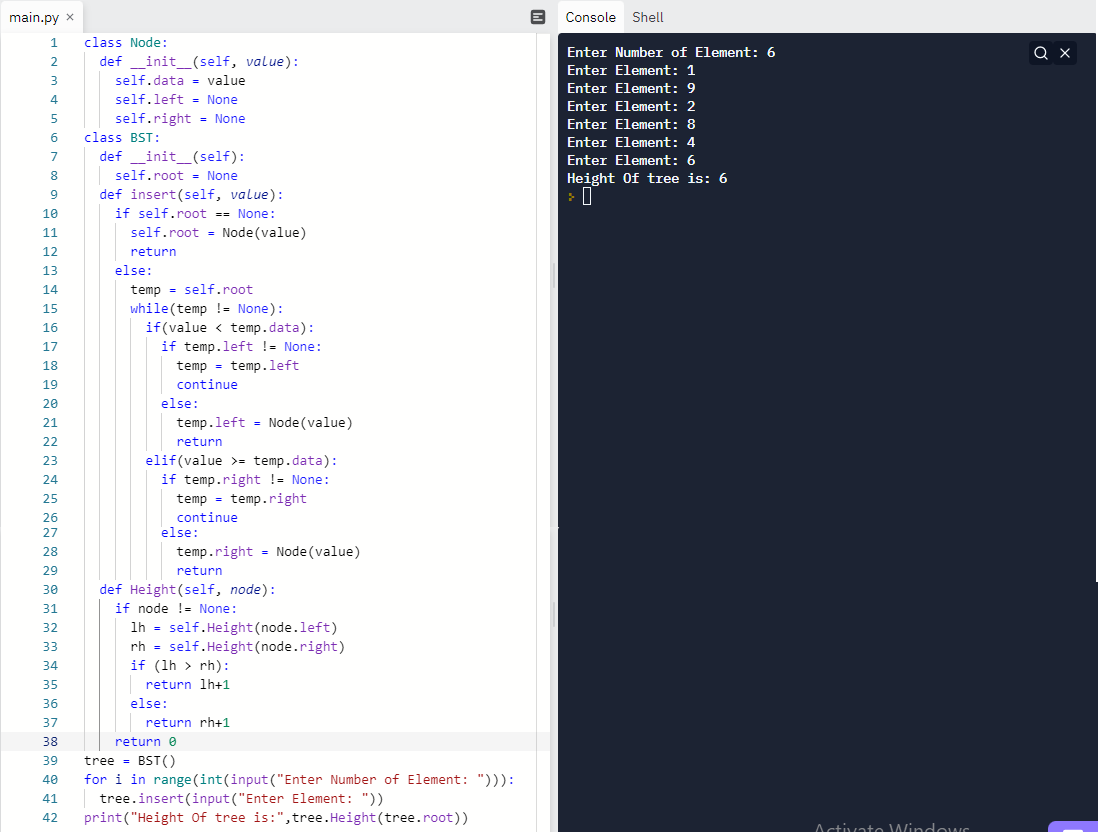 main.py ×
1 class Node:
2 def __init__(self, value):
3 self.data = value
4 self.left = None
5 self.right = None
6 class BST:
7 def __init__(self):
8 self.root = None
9 def insert(self, value):
10 if self.root == None:
11 self.root = Node(value)
12 return
13 else:
14 temp = self.root
15 while(temp != None):
16 if(value < temp.data):
17 if temp.left != None:
18 temp = temp.left
19 continue
20 else:
21 temp.left = Node(value)
22 return
23 elif(value >= temp.data):
24 if temp.right != None:
25 temp = temp.right
26 continue
27 else:
28 temp.right = Node(value)
29 return
30 def Height(self, node):
31 if node != None:
32 lh = self.Height(node.left)
33 rh = self.Height(node.right)
34 if (lh > rh):
35 return lh+1
36 else:
37 return rh+1
38 return 0
39 tree = BST()
40 for i in range(int(input("Enter Number of Element: "))):
41 tree.insert(input("Enter Element: "))
42 print("Height Of tree is:",tree.Height(tree.root))
Console Shell
Enter Number of Element: 6
Enter Element: 1
Enter Element: 9
Enter Element: 2
Enter Element: 8
Enter Element: 4
Enter Element: 6
Height Of tree is: 6
Activate Windows